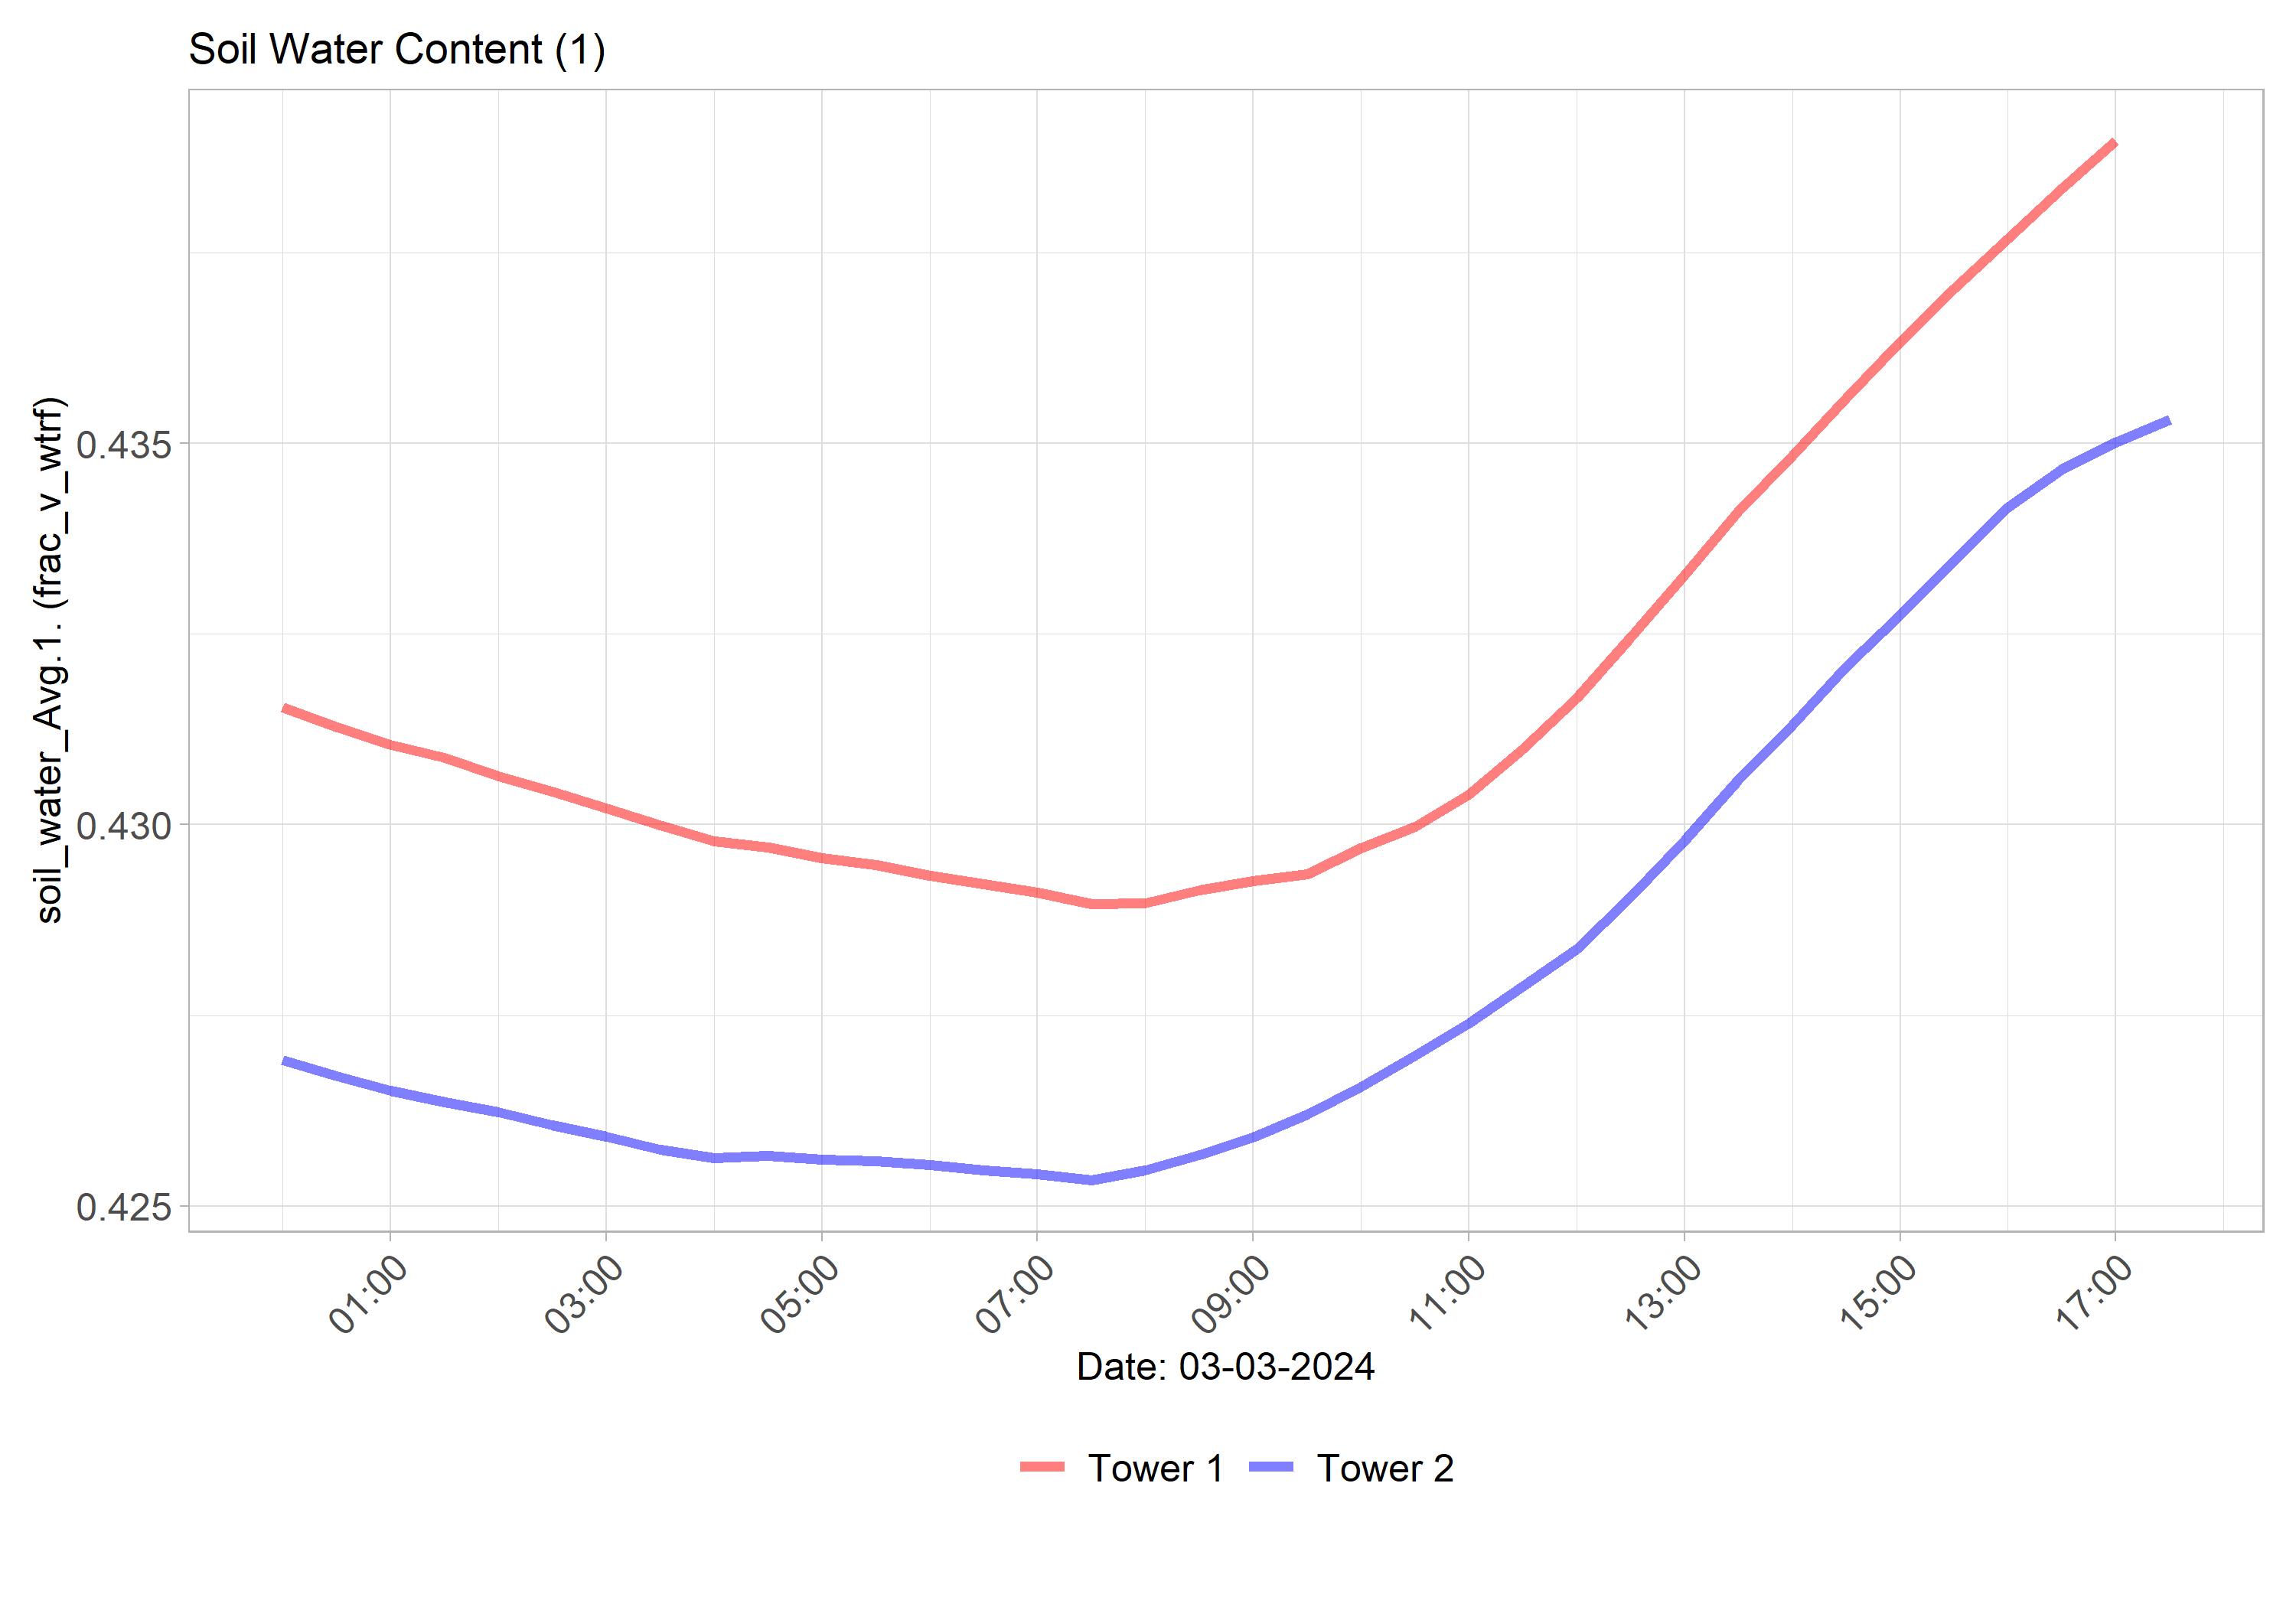 Soil Water Content (1)
soil_water_Avg.1. (frac_v_wtrf)
0.435
0.430
0.425
01:00
03:00
05:00
07:00
09:00
11:00
13:00
15:00
17:00
Date: 03-03-2024
Tower 1
Tower 2